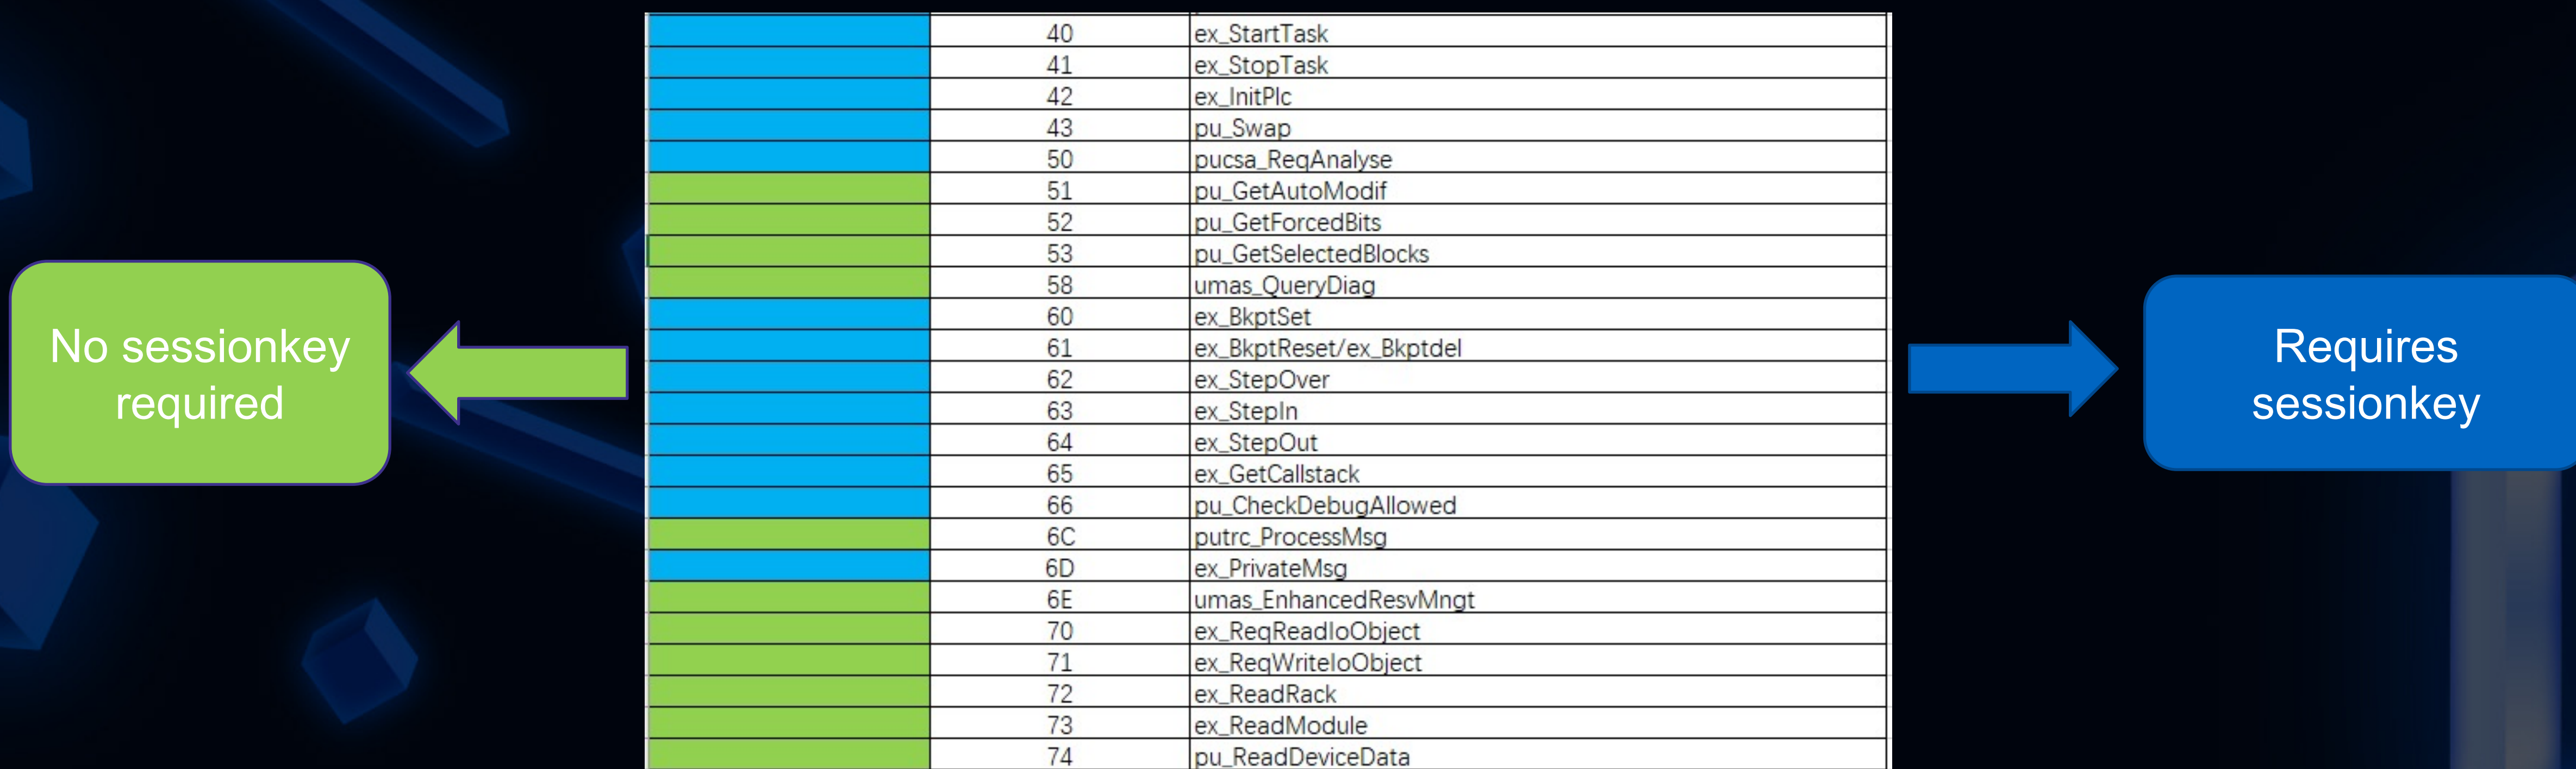 No sessionkey
required
40 ex_StartTask
41 ex_StopTask
42 ex_InitPlc
43 pu_Swap
50 pucsa_ReqAnalyse
51 pu_GetAutoModif
52 pu_GetForcedBits
53 pu_GetSelectedBlocks
58 umas_QueryDiag
60 ex_BkptSet
61 ex_BkptReset/ex_Bkptdel
62 ex_StepOver
63 ex_StepIn
64 ex_StepOut
65 ex_GetCallstack
66 pu_CheckDebugAllowed
6C putrc_ProcessMsg
6D ex_PrivateMsg
6E umas_EnhancedResvMngt
70 ex_ReqReadIoObject
71 ex_ReqWriteIoObject
72 ex_ReadRack
73 ex_ReadModule
74 pu_ReadDeviceData
Requires
sessionkey